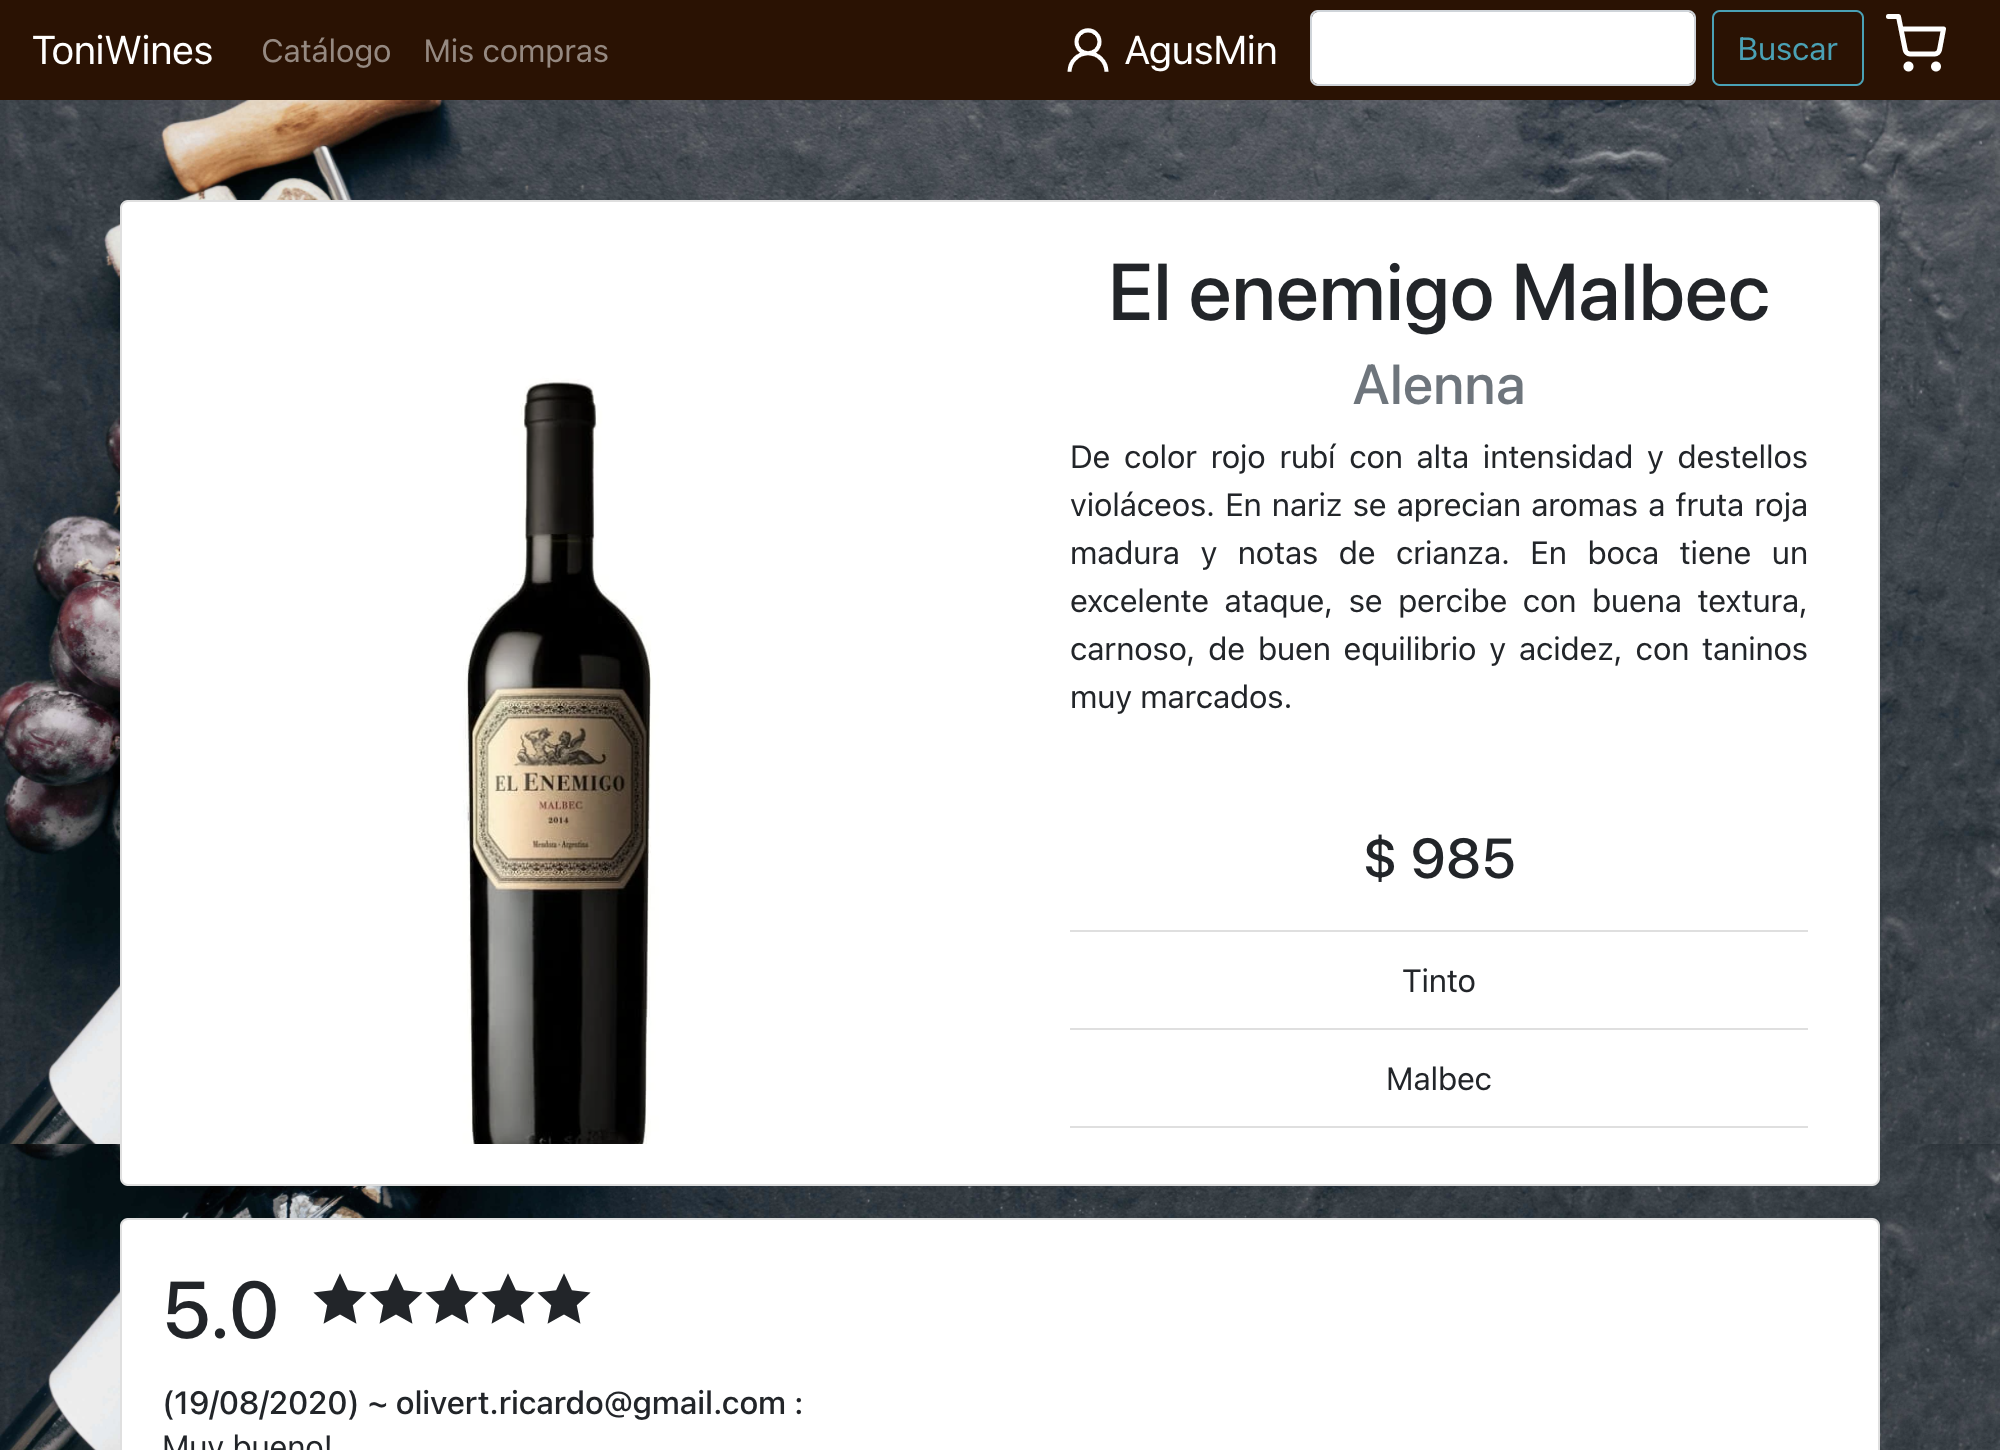 ToniWines Catálogo Mis compras AgusMin Buscar
El enemigo Malbec
Alenna
De color rojo rubí con alta intensidad y destellos
violáceos. En nariz se aprecian aromas a fruta roja
madura y notas de crianza. En boca tiene un
excelente ataque, se percibe con buena textura,
carnoso, de buen equilibrio y acidez, con taninos
muy marcados.
EL ENEMIGO
MALBEC
2014
Mendoza - Argentina
$ 985
Tinto
Malbec
5.0
(19/08/2020) ~ olivert.ricardo@gmail.com :
Muy bueno!